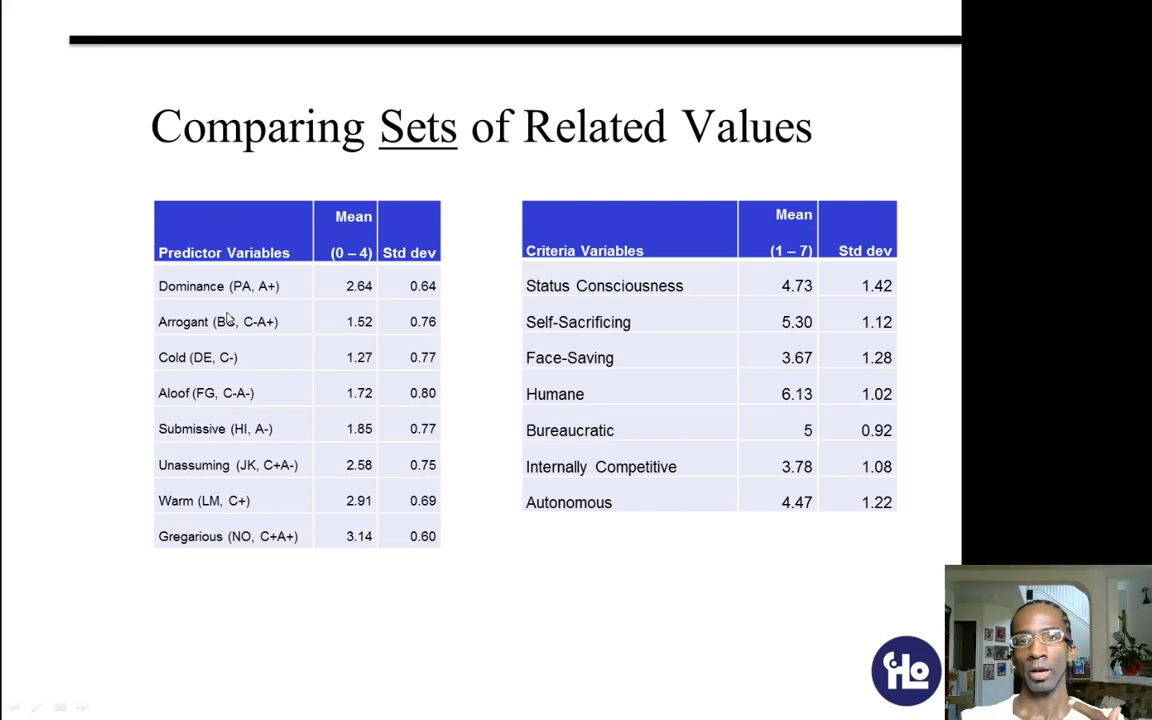 Comparing Sets of Related Values
Predictor Variables Mean (0 – 4) Std dev
Dominance (PA, A+) 2.64 0.64
Arrogant (BC, C-A+) 1.52 0.76
Cold (DE, C-) 1.27 0.77
Aloof (FG, C-A-) 1.72 0.80
Submissive (HI, A-) 1.85 0.77
Unassuming (JK, C+A-) 2.58 0.75
Warm (LM, C+) 2.91 0.69
Gregarious (NO, C+A+) 3.14 0.60
Criteria Variables Mean (1 – 7) Std dev
Status Consciousness 4.73 1.42
Self-Sacrificing 5.30 1.12
Face-Saving 3.67 1.28
Humane 6.13 1.02
Bureaucratic 5 0.92
Internally Competitive 3.78 1.08
Autonomous 4.47 1.22